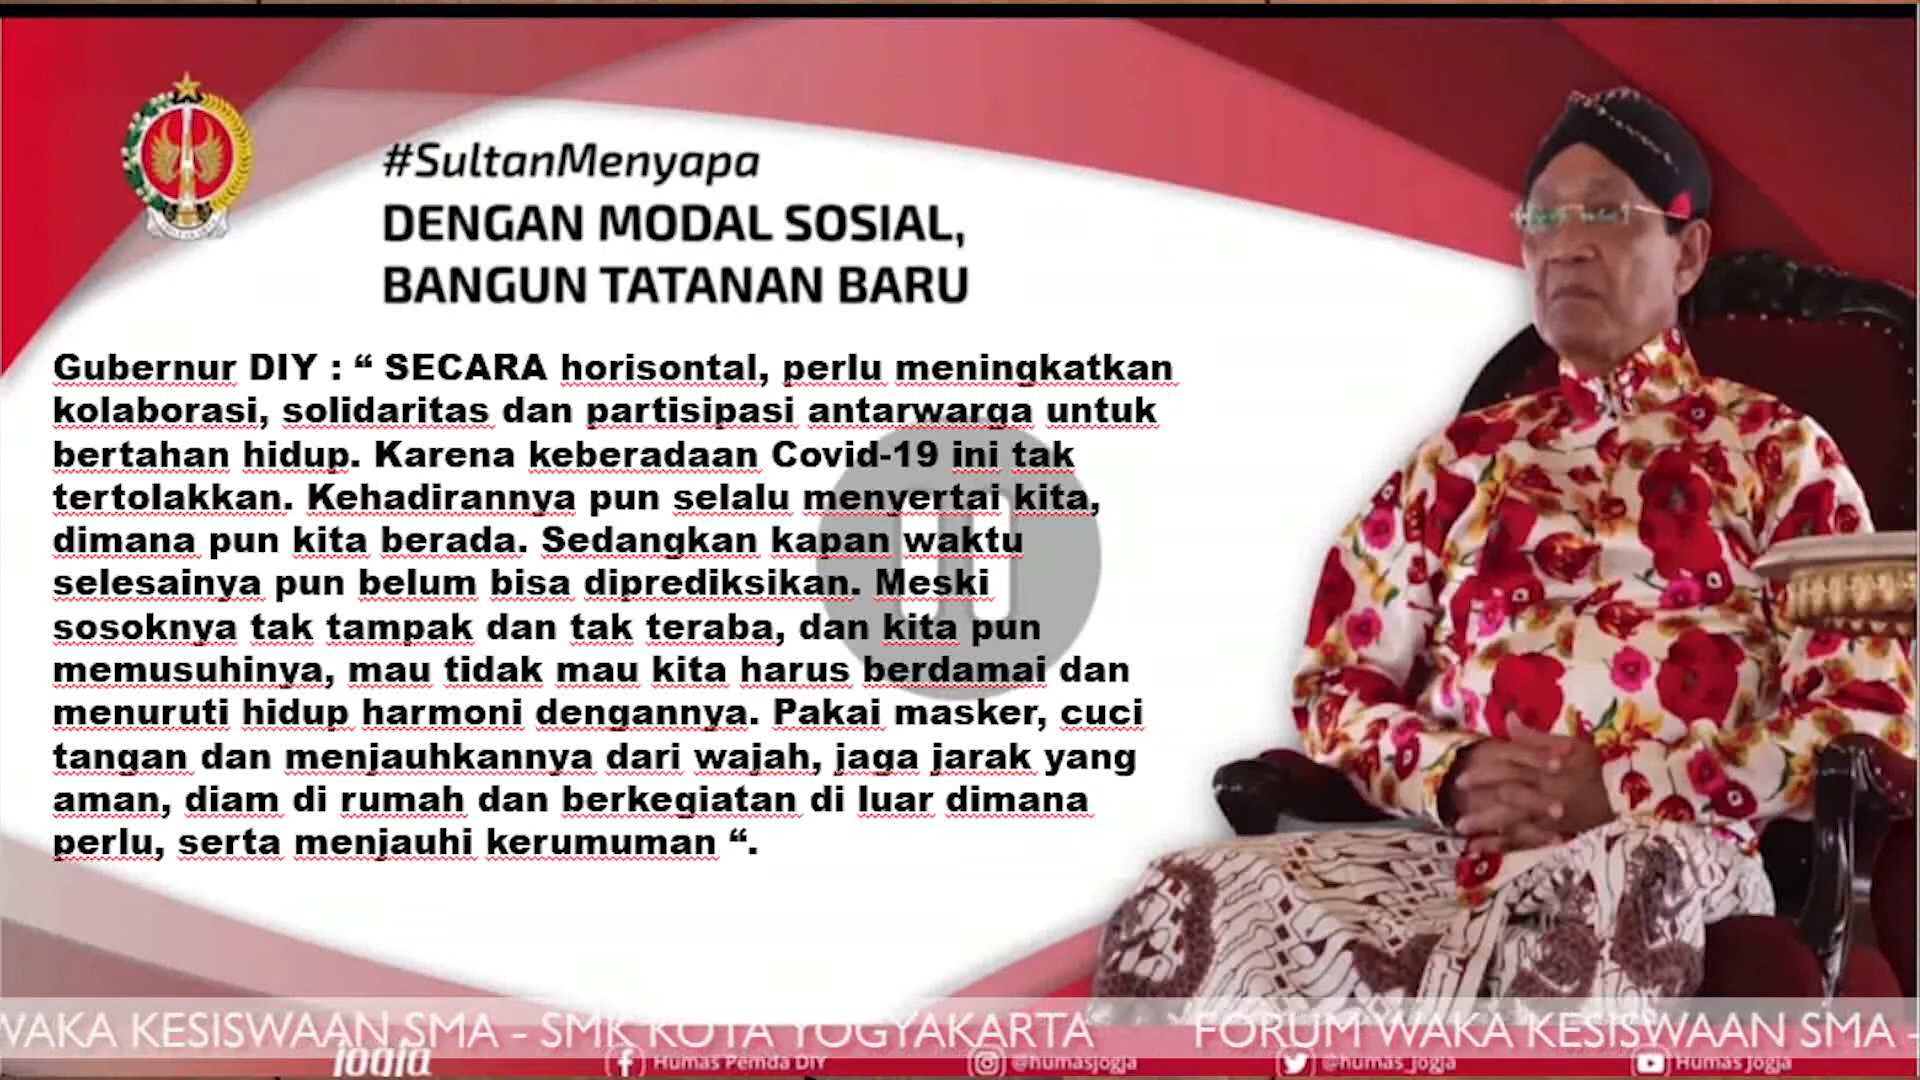 #SultanMenyapa
DENGAN MODAL SOSIAL,
BANGUN TATANAN BARU
Gubernur DIY : “ SECARA horisontal, perlu meningkatkan
kolaborasi, solidaritas dan partisipasi antarwarga untuk
bertahan hidup. Karena keberadaan Covid-19 ini tak
tertolakkan. Kehadirannya pun selalu menyertai kita,
dimana pun kita berada. Sedangkan kapan waktu
selesainya pun belum bisa diprediksikan. Meski
sosoknya tak tampak dan tak teraba, dan kita pun
memusuhinya, mau tidak mau kita harus berdamai dan
menuruti hidup harmoni dengannya. Pakai masker, cuci
tangan dan menjauhkannya dari wajah, jaga jarak yang
aman, diam di rumah dan berkegiatan di luar dimana
perlu, serta menjauhi kerumuman “.
WAKA KESISWAAN SMA - SMK KOTA YOGYAKARTA FORUM WAKA KESISWAAN SMA -
jogja Humas Pemda DIY @humasjogja @humas_jogja Humas Jogja